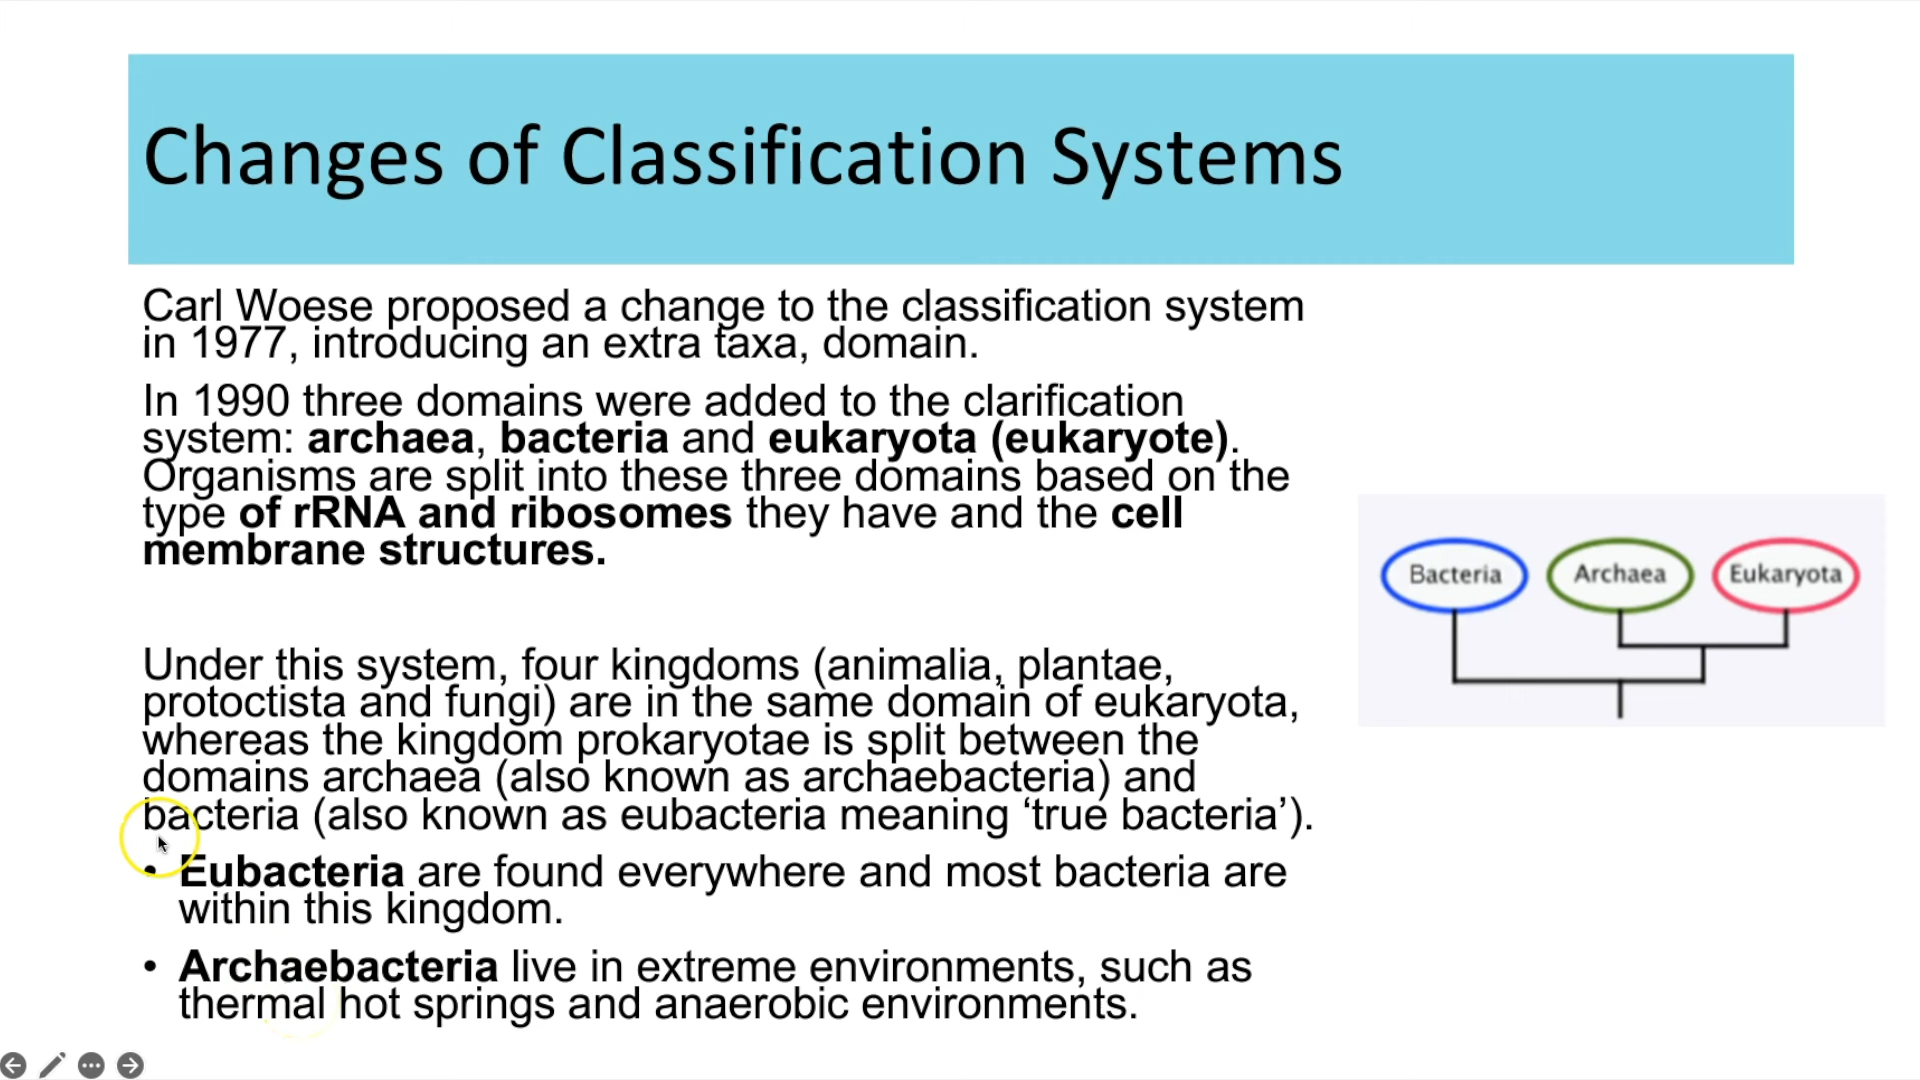 Changes of Classification Systems
Carl Woese proposed a change to the classification system
in 1977, introducing an extra taxa, domain.
In 1990 three domains were added to the clarification
system: archaea, bacteria and eukaryota (eukaryote).
Organisms are split into these three domains based on the
type of rRNA and ribosomes they have and the cell
membrane structures.
Under this system, four kingdoms (animalia, plantae,
protoctista and fungi) are in the same domain of eukaryota,
whereas the kingdom prokaryotae is split between the
domains archaea (also known as archaebacteria) and
bacteria (also known as eubacteria meaning ‘true bacteria’).
• Eubacteria are found everywhere and most bacteria are
within this kingdom.
• Archaebacteria live in extreme environments, such as
thermal hot springs and anaerobic environments.
Bacteria
Archaea
Eukaryota